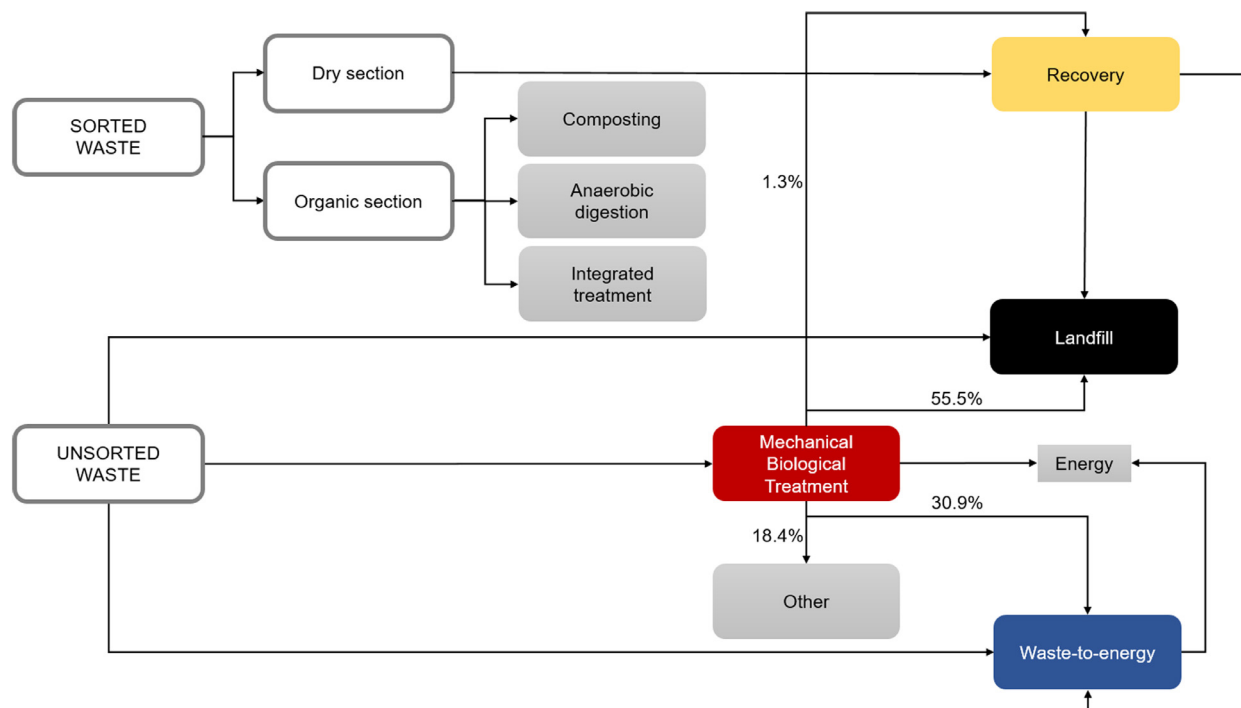 Dry section
Recovery
SORTED
WASTE
Composting
1.3%
Organic section
Anaerobic
digestion
Integrated
treatment
Landfill
55.5%
UNSORTED
WASTE
Mechanical
Biological
Treatment
Energy
30.9%
18.4%
Other
Waste-to-energy